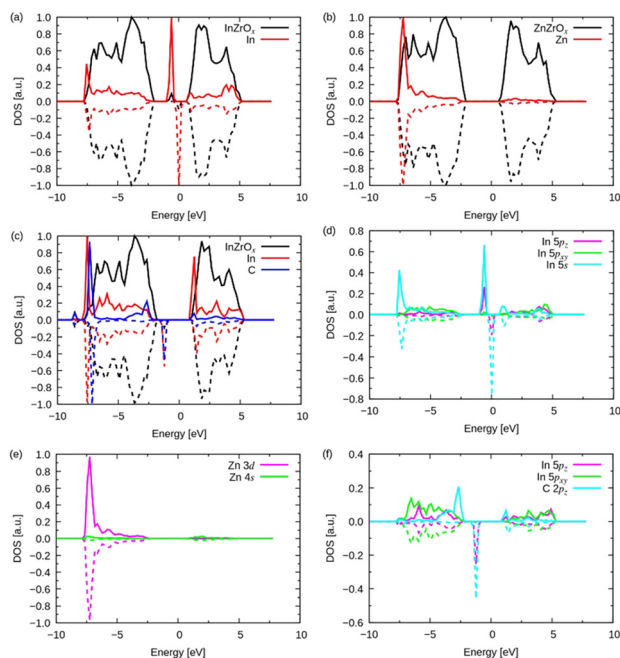 (a)
DOS [a.u.]
1.0
0.8
0.6
0.4
0.2
0.0
−0.2
−0.4
−0.6
−0.8
−1.0
InZrOx
In
−10 −5 0 5 10
Energy [eV]
(b)
DOS [a.u.]
1.0
0.8
0.6
0.4
0.2
0.0
−0.2
−0.4
−0.6
−0.8
−1.0
ZnZrOx
Zn
−10 −5 0 5 10
Energy [eV]
(c)
DOS [a.u.]
1.0
0.8
0.6
0.4
0.2
0.0
−0.2
−0.4
−0.6
−0.8
−1.0
InZrOx
In
C
−10 −5 0 5 10
Energy [eV]
(d)
DOS [a.u.]
0.8
0.6
0.4
0.2
0.0
−0.2
−0.4
−0.6
−0.8
In 5pz
In 5pxy
In 5s
−10 −5 0 5 10
Energy [eV]
(e)
DOS [a.u.]
1.0
0.8
0.6
0.4
0.2
0.0
−0.2
−0.4
−0.6
−0.8
−1.0
Zn 3d
Zn 4s
−10 −5 0 5 10
Energy [eV]
(f)
DOS [a.u.]
0.4
0.2
0.0
−0.2
−0.4
−0.6
In 5pz
In 5pxy
C 2pz
−10 −5 0 5 10
Energy [eV]